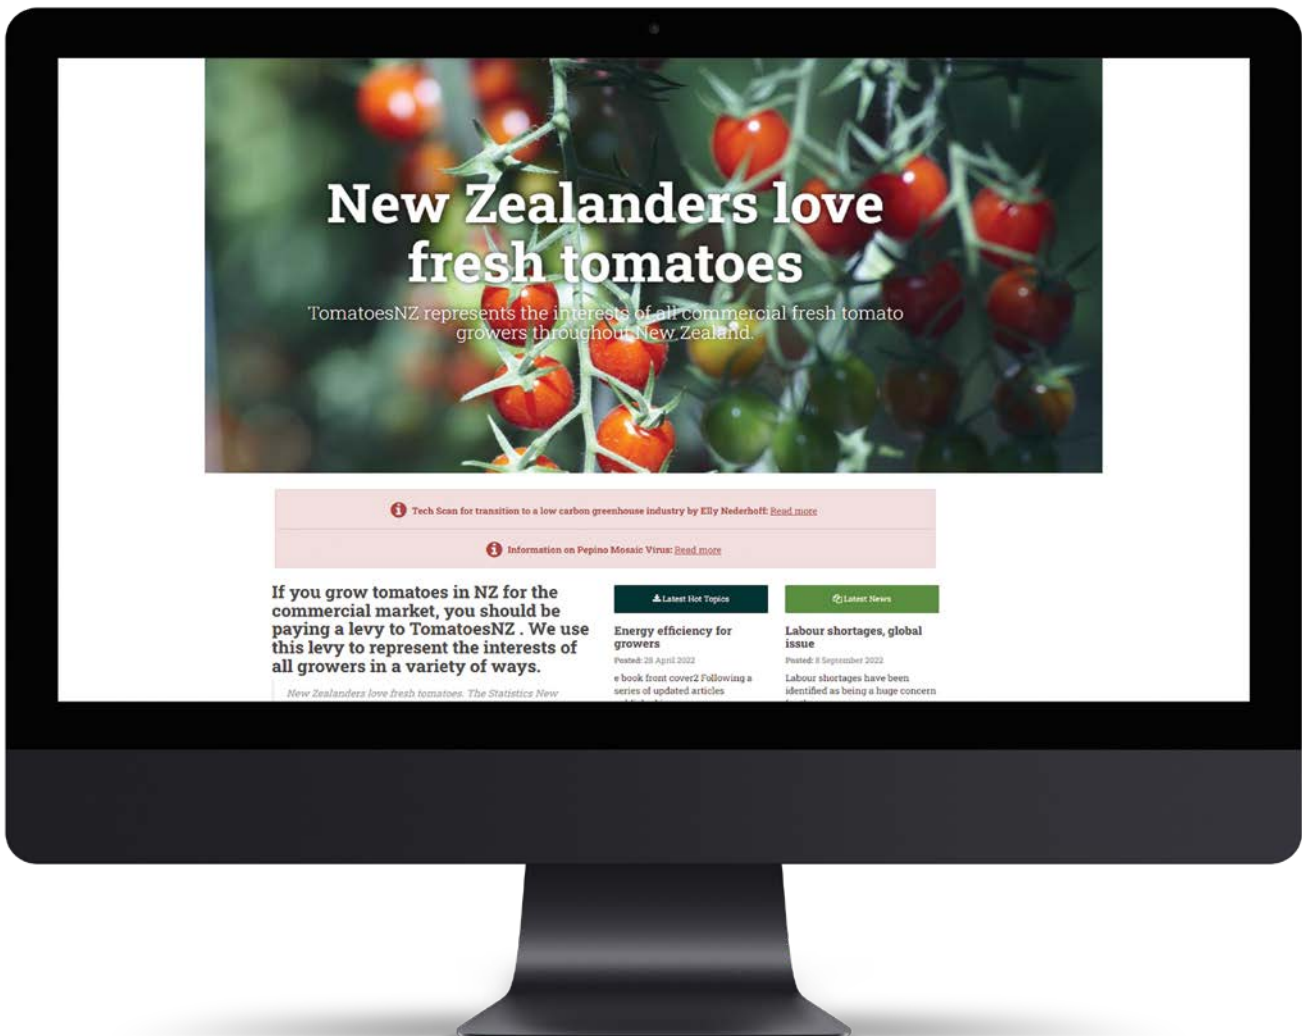 New Zealanders love
fresh tomatoes
TomatoesNZ represents the interests of all commercial fresh tomato
growers throughout New Zealand.
Tech Scan for transition to a low carbon greenhouse industry by Elly Nederhoff: Read more
Information on Pepino Mosaic Virus: Read more
If you grow tomatoes in NZ for the
commercial market, you should be
paying a levy to TomatoesNZ . We use
this levy to represent the interests of
all growers in a variety of ways.
New Zealanders love fresh tomatoes. The Statistics New
Latest Hot Topics
Energy efficiency for
growers
Posted: 28 April 2022
e book front cover2 Following a
series of updated articles
Latest News
Labour shortages, global
issue
Posted: 8 September 2022
Labour shortages have been
identified as being a huge concern